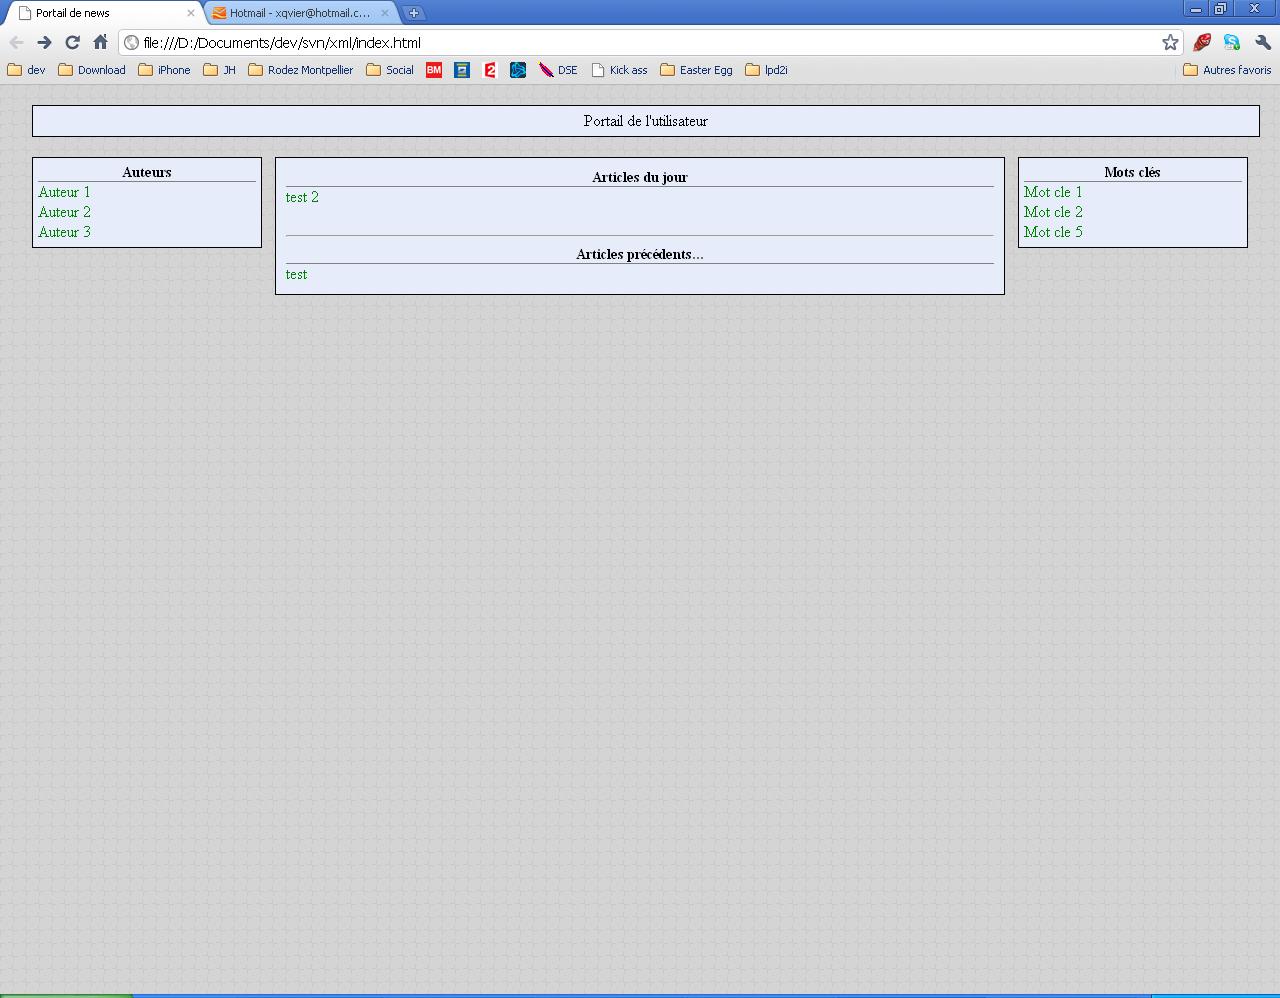 Portail de news
Hotmail - xqvier@hotmail.c...
file:///D:/Documents/dev/svn/xml/index.html
dev Download iPhone JH Rodez Montpellier Social BM 2 DSE Kick ass Easter Egg lpd2i Autres favoris
Portail de l'utilisateur
Auteurs
Auteur 1
Auteur 2
Auteur 3
Articles du jour
test 2
Articles précédents...
test
Mots clés
Mot cle 1
Mot cle 2
Mot cle 5